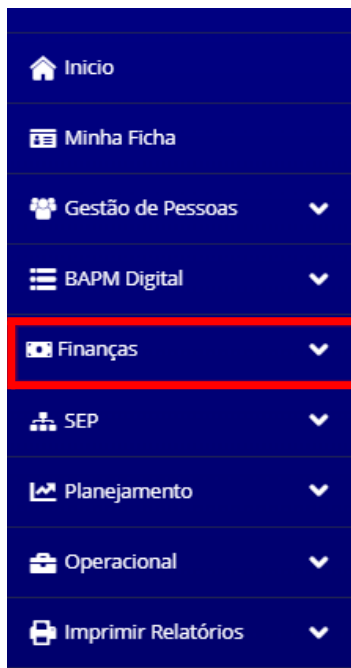 Inicio
Minha Ficha
Gestão de Pessoas
BAPM Digital
Finanças
SEP
Planejamento
Operacional
Imprimir Relatórios